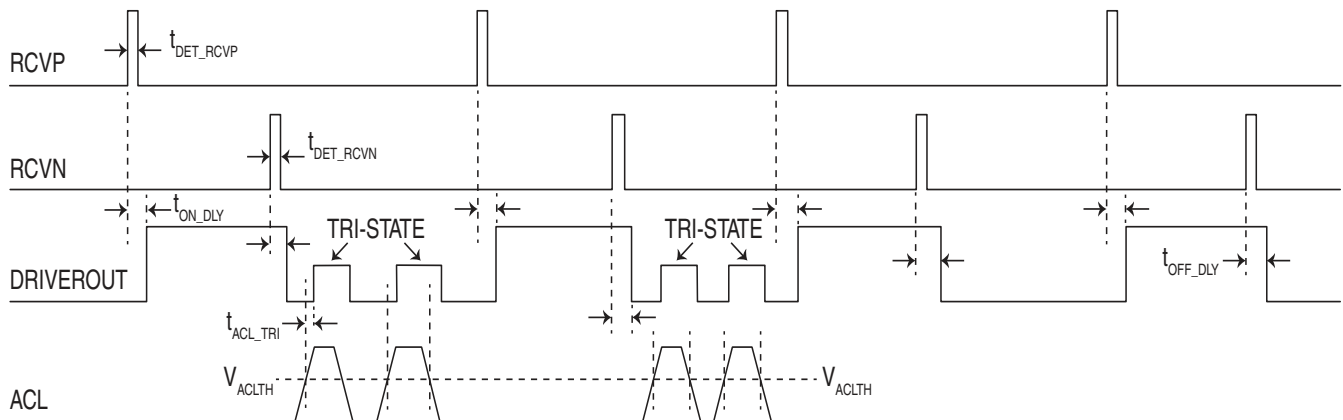 RCVP
t_DET_RCVP
RCVN
t_DET_RCVN
t_ON_DLY
TRI-STATE
TRI-STATE
DRIVEROUT
t_OFF_DLY
t_ACL_TRI
V_ACLTH
V_ACLTH
ACL